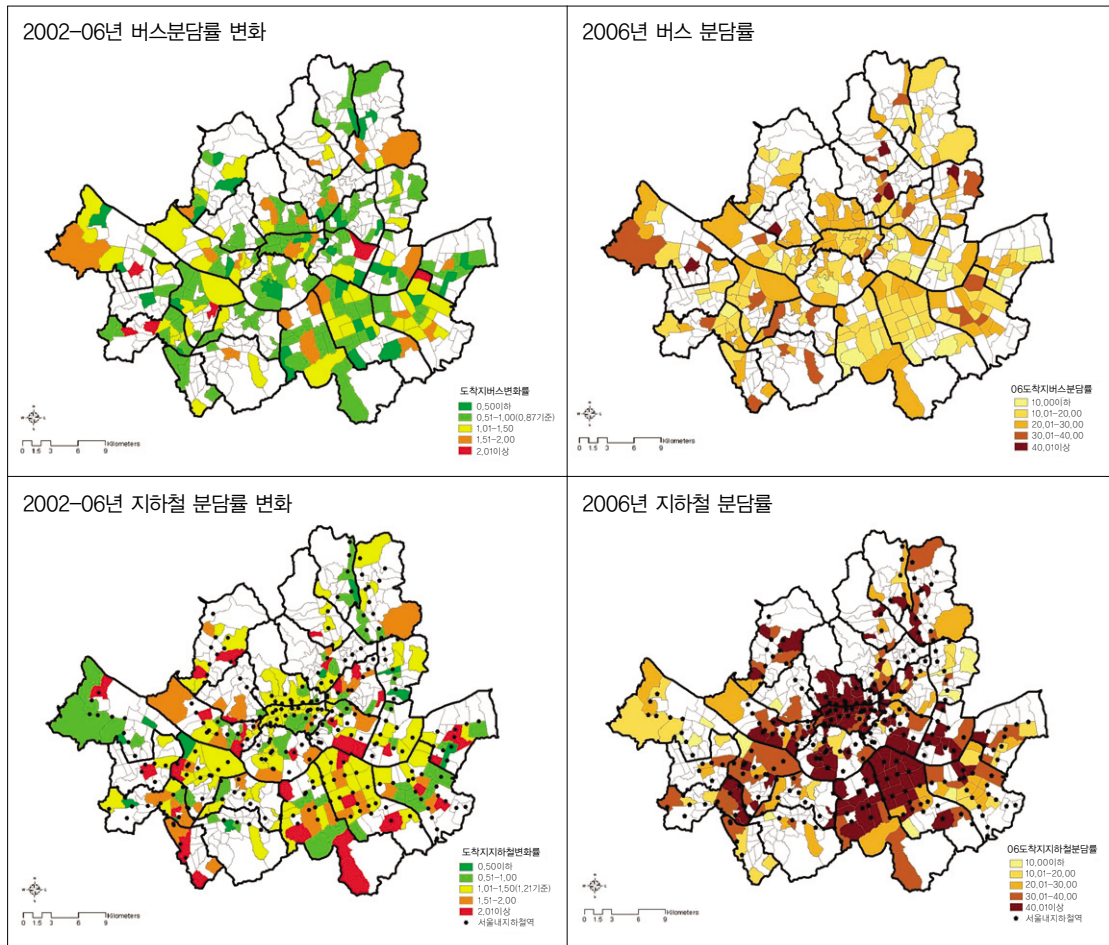 2002-06년 버스분담률 변화
도착지버스변화률
0.50이하
0.51-1.00(0.87기준)
1.01-1.50
1.51-2.00
2.01이상
0 1.5 3 6 9
Kilometers
2006년 버스 분담률
06도착지버스분담률
10.00이하
10.01-20.00
20.01-30.00
30.01-40.00
40.01이상
0 1.5 3 6 9
Kilometers
2002-06년 지하철 분담률 변화
도착지지하철변화률
0.50이하
0.51-1.00
1.01-1.50(1.21기준)
1.51-2.00
2.01이상
서울내지하철역
0 1.5 3 6 9
Kilometers
2006년 지하철 분담률
06도착지지하철분담률
10.00이하
10.01-20.00
20.01-30.00
30.01-40.00
40.01이상
서울내지하철역
0 1.5 3 6 9
Kilometers